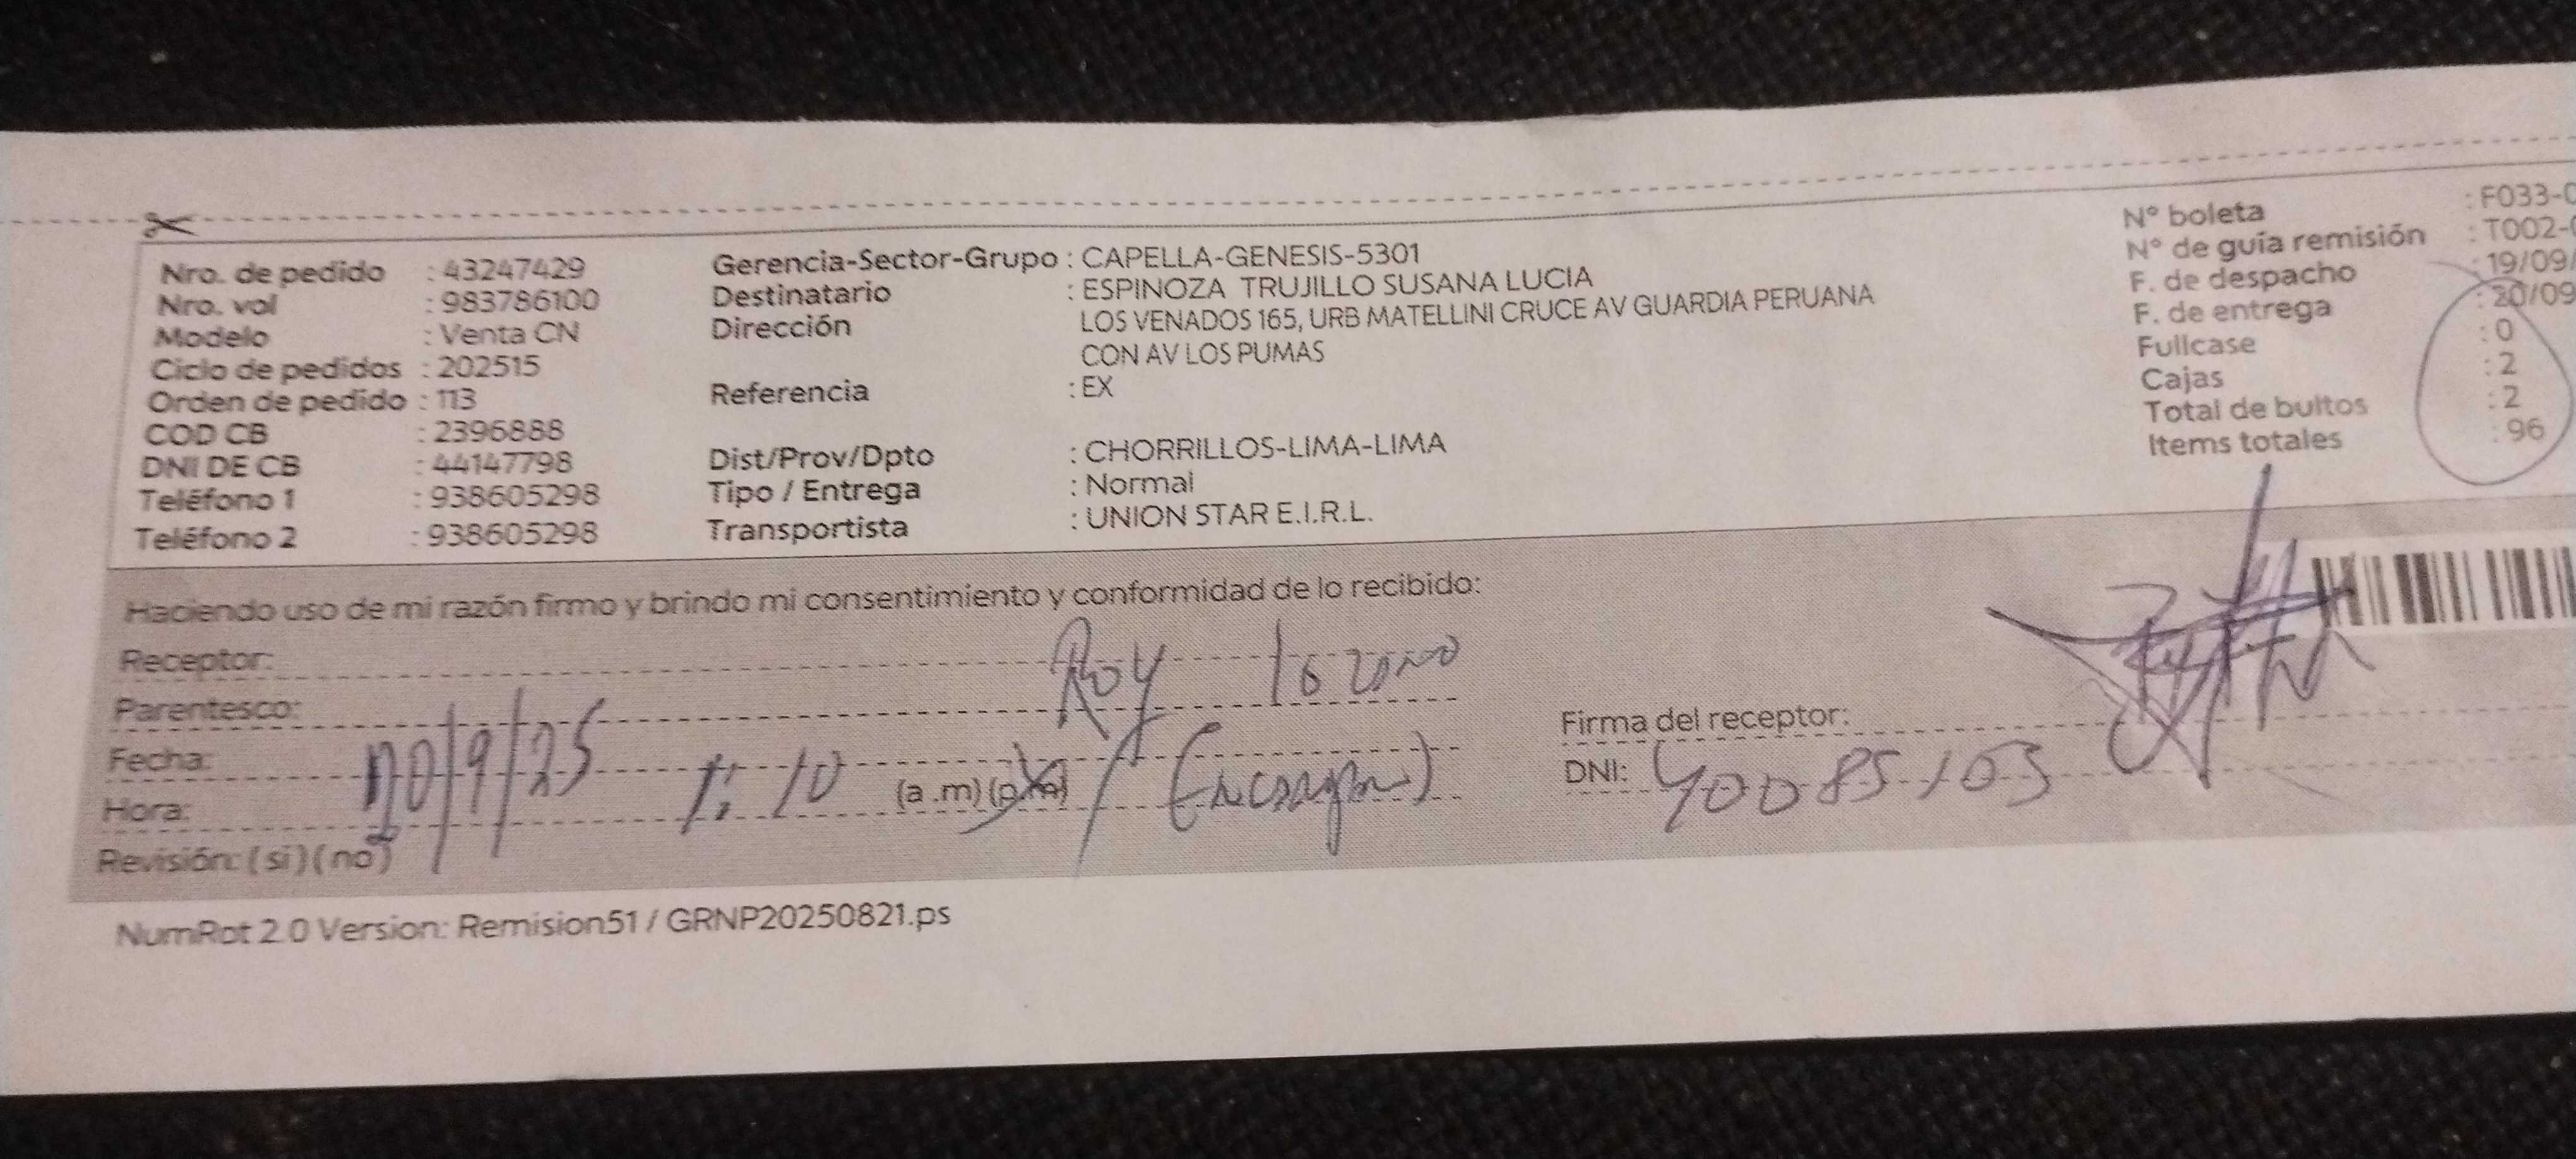 Nro. de pedido : 43247429
Nro. vol : 983786100
Modelo : Venta CN
Ciclo de pedidos : 202515
Orden de pedido : 113
COD CB : 2396888
DNI DE CB : 44147798
Teléfono 1 : 938605298
Teléfono 2 : 938605298
Gerencia-Sector-Grupo : CAPELLA-GENESIS-5301
Destinatario : ESPINOZA TRUJILLO SUSANA LUCIA
Dirección LOS VENADOS 165, URB MATELLINI CRUCE AV GUARDIA PERUANA
CON AV LOS PUMAS
Referencia : EX
Dist/Prov/Dpto : CHORRILLOS-LIMA-LIMA
Tipo / Entrega : Normal
Transportista : UNION STAR E.I.R.L.
N° boleta : F033-0
N° de guía remisión : T002-0
F. de despacho : 19/09/
F. de entrega : 20/09
Fullcase : 0
Cajas : 2
Total de bultos : 2
Items totales : 96
Haciendo uso de mi razón firmo y brindo mi consentimiento y conformidad de lo recibido:
Receptor: Roy
Parentesco:
Fecha: 20/9/25
Hora: 1:10 (a.m) (p.m)
Revisión: (si) (no)
Firma del receptor:
DNI: 40085103
NumRot 2.0 Version: Remision51 / GRNP20250821.ps